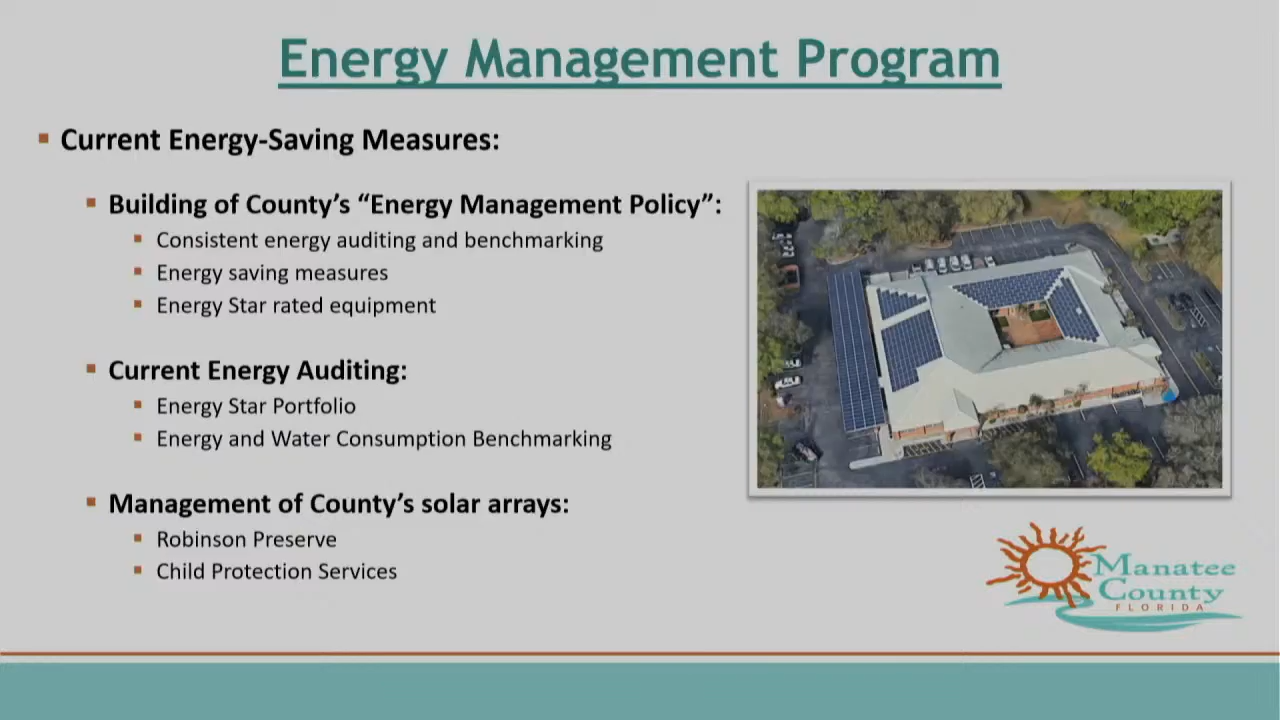 Energy Management Program
Current Energy-Saving Measures:
Building of County’s “Energy Management Policy”:
Consistent energy auditing and benchmarking
Energy saving measures
Energy Star rated equipment
Current Energy Auditing:
Energy Star Portfolio
Energy and Water Consumption Benchmarking
Management of County’s solar arrays:
Robinson Preserve
Child Protection Services
Manatee
County
FLORIDA